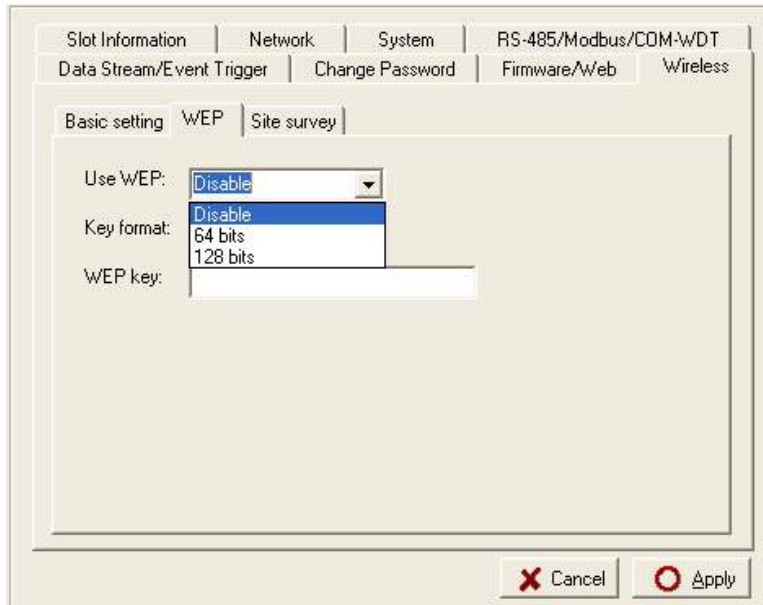 Slot Information Network System RS-485/Modbus/COM-WDT
Data Stream/Event Trigger Change Password Firmware/Web Wireless
Basic setting WEP Site survey
Use WEP: Disable
Disable
Key format: 64 bits
128 bits
WEP key:
Cancel Apply